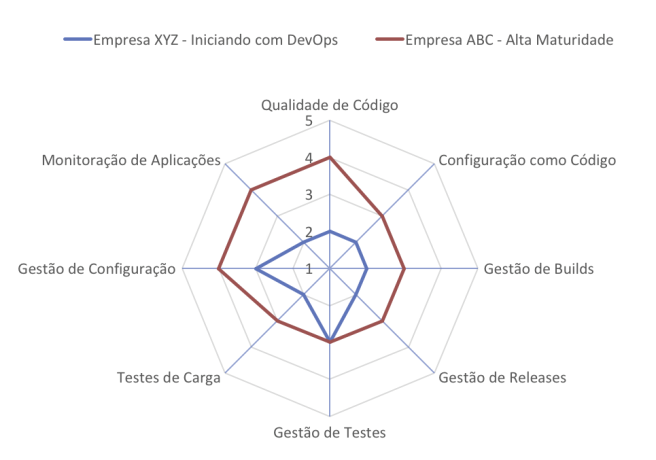 Empresa XYZ - Iniciando com DevOps
Empresa ABC - Alta Maturidade
Qualidade de Código
5
Monitoração de Aplicações
4
Configuração como Código
3
2
Gestão de Configuração
1
Gestão de Builds
Testes de Carga
Gestão de Releases
Gestão de Testes